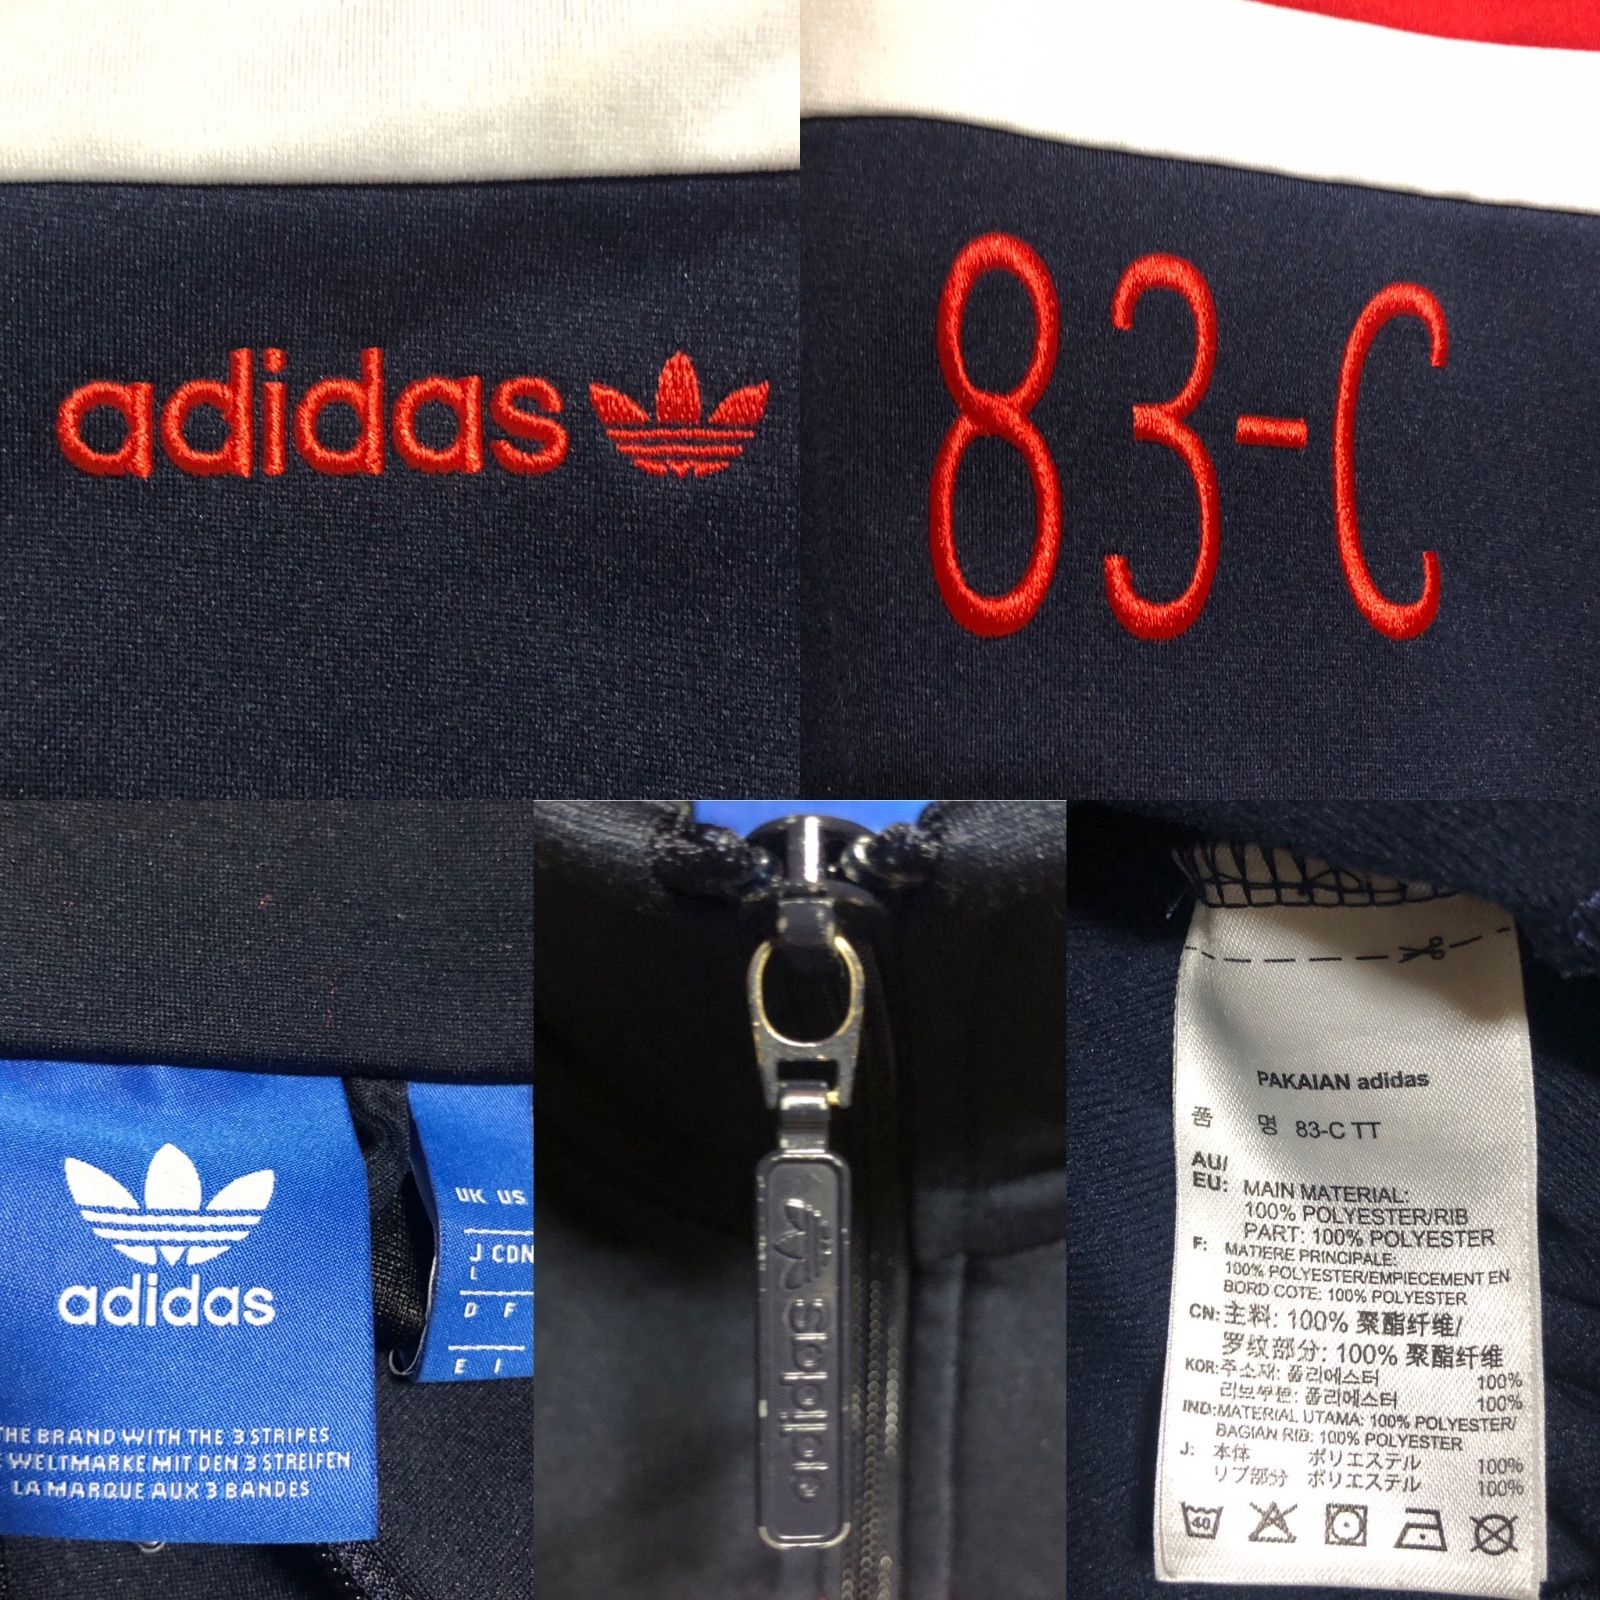 adidas
83-C
adidas
THE BRAND WITH THE 3 STRIPES
WELTMARKE MIT DEN 3 STREIFEN
LA MARQUE AUX 3 BANDES
UK US
J CDN
L
D F
E I
adidas
PAKAIAN adidas
품 명 83-C TT
AU/
EU: MAIN MATERIAL:
100% POLYESTER/RIB
PART: 100% POLYESTER
F: MATIERE PRINCIPALE:
100% POLYESTER/EMPIECEMENT EN
BORD COTE: 100% POLYESTER
CN: 主料: 100% 聚酯纤维/
罗纹部分: 100% 聚酯纤维
KOR: 주소재: 폴리에스터 100%
리브부분: 폴리에스터 100%
IND: MATERIAL UTAMA: 100% POLYESTER/
BAGIAN RIB: 100% POLYESTER
J: 本体 ポリエステル 100%
リブ部分 ポリエステル 100%
40